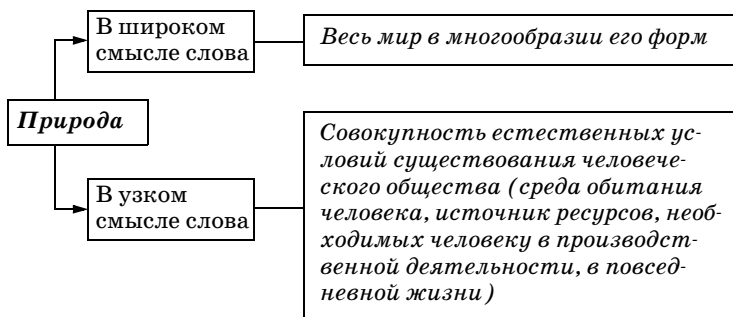 В широком
смысле слова
Весь мир в многообразии его форм
Природа
В узком
смысле слова
Совокупность естественных ус-
ловий существования человече-
ского общества (среда обитания
человека, источник ресурсов, необ-
ходимых человеку в производст-
венной деятельности, в повсед-
невной жизни)